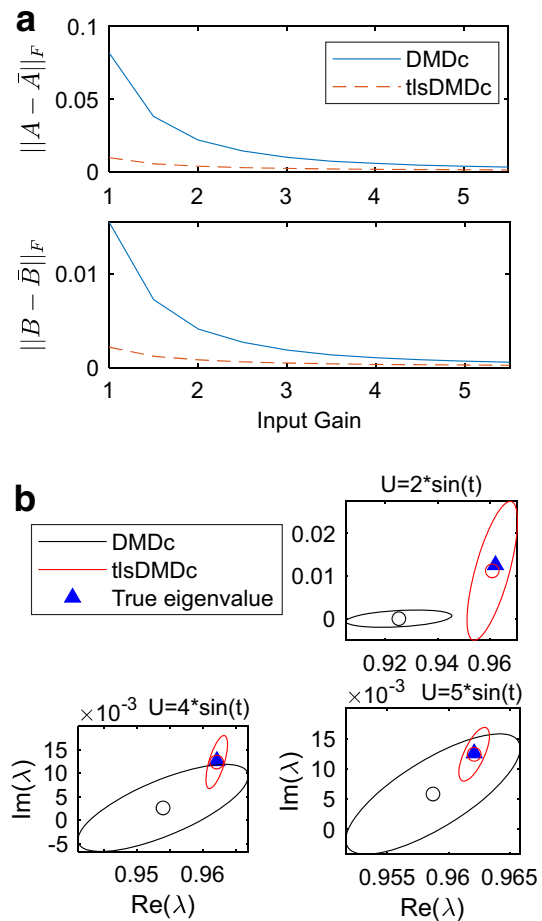 a
||A − Ā||_F
0.1
0.05
0
DMDc
tlsDMDc
1 2 3 4 5
||B − B̄||_F
0.01
0
1 2 3 4 5
Input Gain
b
DMDc
tlsDMDc
True eigenvalue
U=2*sin(t)
0.02
0.01
0
0.92 0.94 0.96
×10⁻³ U=4*sin(t)
Im(λ)
15
10
5
0
-5
0.95 0.96
Re(λ)
×10⁻³ U=5*sin(t)
Im(λ)
15
10
5
0
0.955 0.96 0.965
Re(λ)